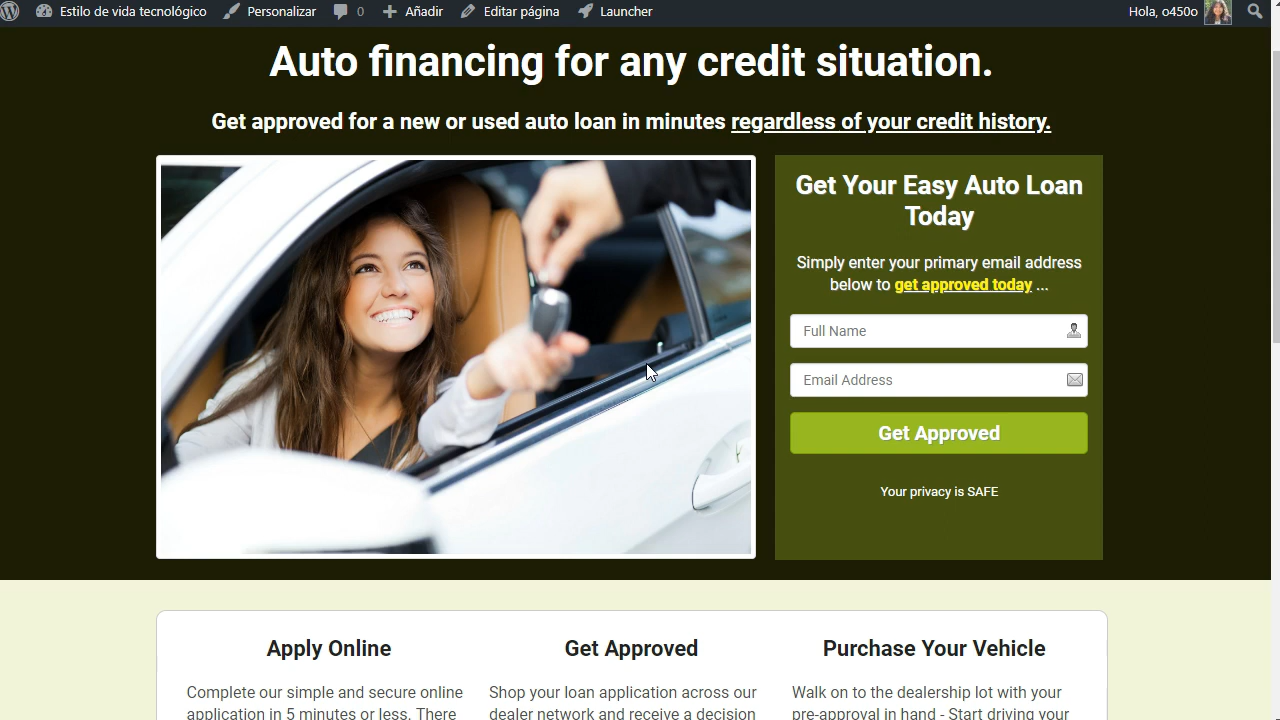 Estilo de vida tecnológico Personalizar 0 Añadir Editar página Launcher Hola, o450o
Auto financing for any credit situation.
Get approved for a new or used auto loan in minutes regardless of your credit history.
Get Your Easy Auto Loan
Today
Simply enter your primary email address
below to get approved today ...
Full Name
Email Address
Get Approved
Your privacy is SAFE
Apply Online
Complete our simple and secure online
application in 5 minutes or less. There
Get Approved
Shop your loan application across our
dealer network and receive a decision
Purchase Your Vehicle
Walk on to the dealership lot with your
pre-approval in hand - Start driving your